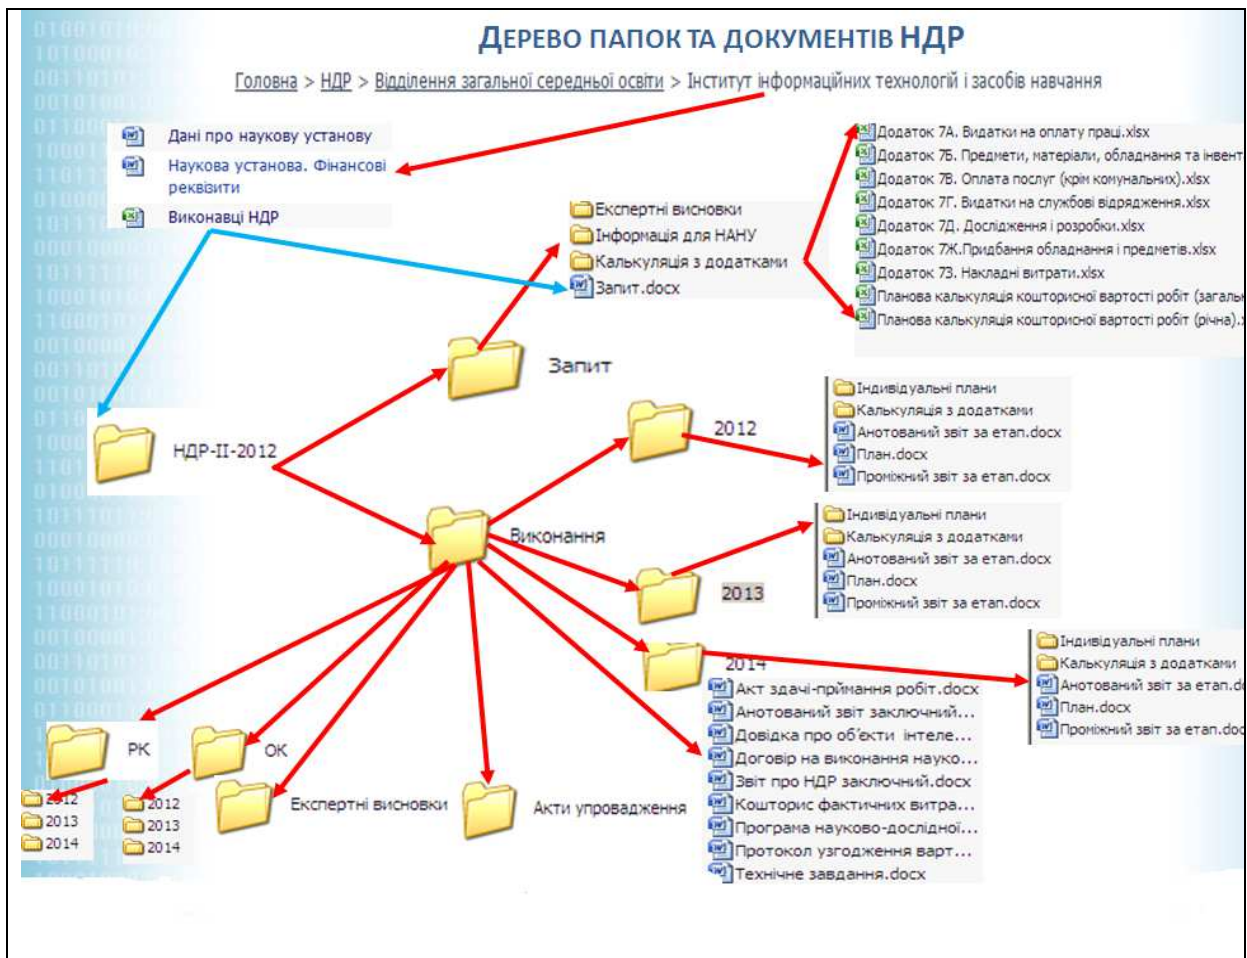 ДЕРЕВО ПАПОК ТА ДОКУМЕНТІВ НДР
Головна > НДР > Відділення загальної середньої освіти > Інститут інформаційних технологій і засобів навчання
Дані про наукову установу
Наукова установа. Фінансові
реквізити
Виконавці НДР
Експертні висновки
Інформація для НАНУ
Калькуляція з додатками
Запит.docx
Додаток 7А. Видатки на оплату праці.xlsx
Додаток 7Б. Предмети, матеріали, обладнання та інвент
Додаток 7В. Оплата послуг (крім комунальних).xlsx
Додаток 7Г. Видатки на службові відрядження.xlsx
Додаток 7Д. Дослідження і розробки.xlsx
Додаток 7Ж.Придбання обладнання і предметів.xlsx
Додаток 7З. Накладні витрати.xlsx
Планова калькуляція кошторисної вартості робіт (загальн
Планова калькуляція кошторисної вартості робіт (річна).x
Запит
НДР-ІІ-2012
2012
Індивідуальні плани
Калькуляція з додатками
Анотований звіт за етап.docx
План.docx
Проміжний звіт за етап.docx
Виконання
2013
Індивідуальні плани
Калькуляція з додатками
Анотований звіт за етап.docx
План.docx
Проміжний звіт за етап.docx
2014
Індивідуальні плани
Калькуляція з додатками
Анотований звіт за етап.do
План.docx
Проміжний звіт за етап.doc
Акт здачі-прймання робіт.docx
Анотований звіт заключний...
Довідка про об’єкти інтеле...
Договір на виконання науко...
Звіт про НДР заключний.docx
Кошторис фактичних витра...
Програма науково-дослідної...
Протокол узгодження варт...
Технічне завдання.docx
РК
2012
2013
2014
ОК
2012
2013
2014
Експертні висновки
Акти упровадження